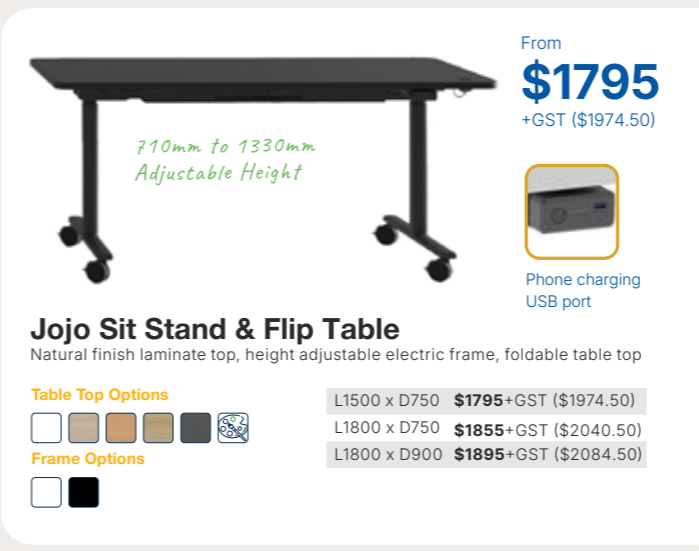 From
$1795
+GST ($1974.50)
710mm to 1330mm
Adjustable Height
Phone charging
USB port
Jojo Sit Stand & Flip Table
Natural finish laminate top, height adjustable electric frame, foldable table top
Table Top Options
Frame Options
L1500 x D750 $1795+GST ($1974.50)
L1800 x D750 $1855+GST ($2040.50)
L1800 x D900 $1895+GST ($2084.50)